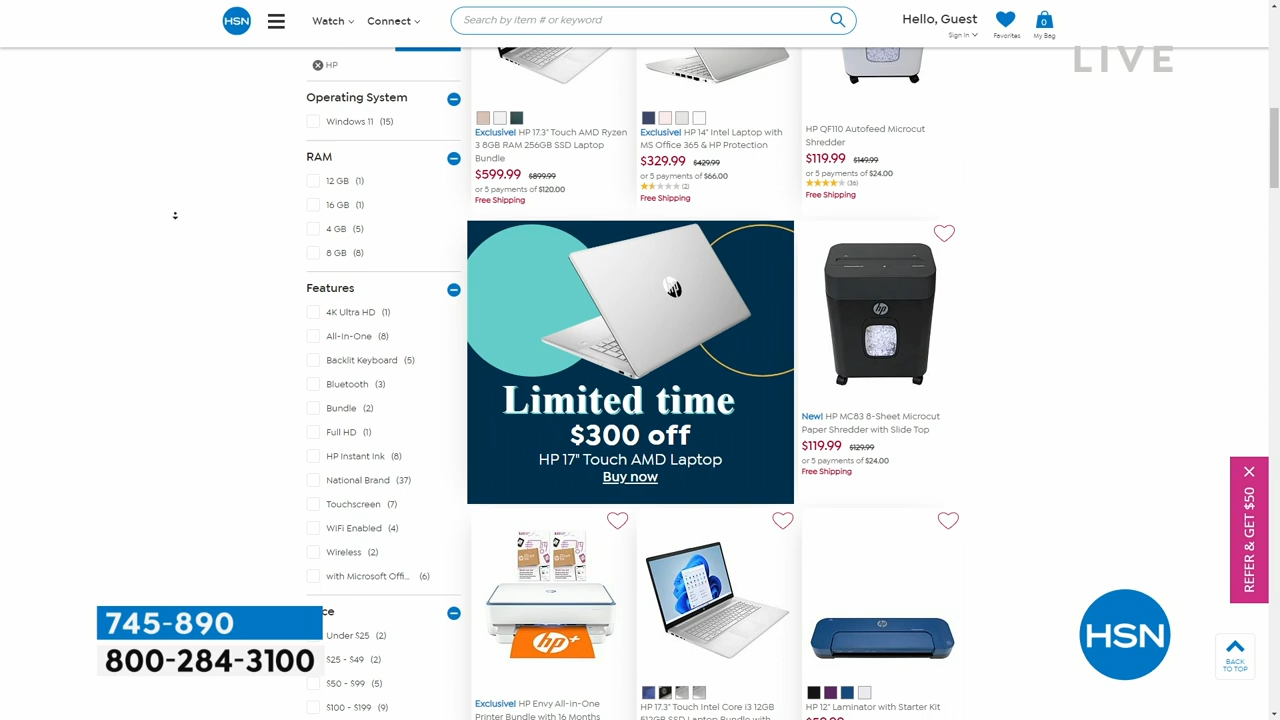 HSN
Watch
Connect
Search by item # or keyword
Hello, Guest
Sign In
Favorites
0
My Bag
LIVE
HP
Operating System
Windows 11 (15)
RAM
12 GB (1)
16 GB (1)
4 GB (5)
8 GB (8)
Features
4K Ultra HD (1)
All-In-One (8)
Backlit Keyboard (5)
Bluetooth (3)
Bundle (2)
Full HD (1)
HP Instant Ink (8)
National Brand (37)
Touchscreen (7)
WiFi Enabled (4)
Wireless (2)
with Microsoft Offi... (6)
ce
Under $25 (2)
$25 - $49 (2)
$50 - $99 (5)
$100 - $199 (9)
Exclusive! HP 17.3" Touch AMD Ryzen
3 8GB RAM 256GB SSD Laptop
Bundle
$599.99 $899.99
or 5 payments of $120.00
Free Shipping
Exclusive! HP 14" Intel Laptop with
MS Office 365 & HP Protection
$329.99 $429.99
or 5 payments of $66.00
(2)
Free Shipping
HP QF110 Autofeed Microcut
Shredder
$119.99 $149.99
or 5 payments of $24.00
(36)
Free Shipping
hp
Limited time
$300 off
HP 17" Touch AMD Laptop
Buy now
hp
New! HP MC83 8-Sheet Microcut
Paper Shredder with Slide Top
$119.99 $129.99
or 5 payments of $24.00
Free Shipping
hp+
Exclusive! HP Envy All-in-One
Printer Bundle with 16 Months
HP 17.3" Touch Intel Core i3 12GB
512GB SSD Laptop Bundle with
hp
HP 12" Laminator with Starter Kit
REFER & GET $50
745-890
800-284-3100
HSN
BACK
TO TOP